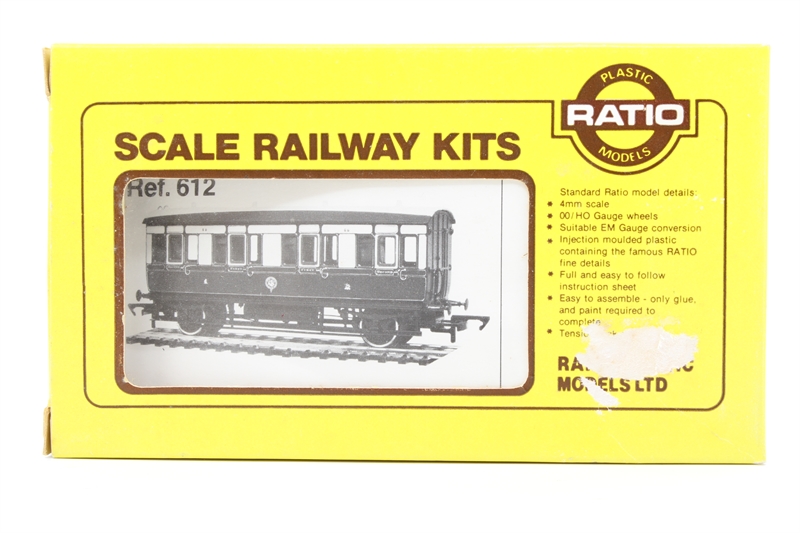 PLASTIC
RATIO
MODELS
SCALE RAILWAY KITS
Ref. 612
Standard Ratio model details:
• 4mm scale
• 00/HO Gauge wheels
• Suitable EM Gauge conversion
• Injection moulded plastic
containing the famous RATIO
fine details
• Full and easy to follow
instruction sheet
• Easy to assemble - only glue,
and paint required to
complete
•
MODELS LTD